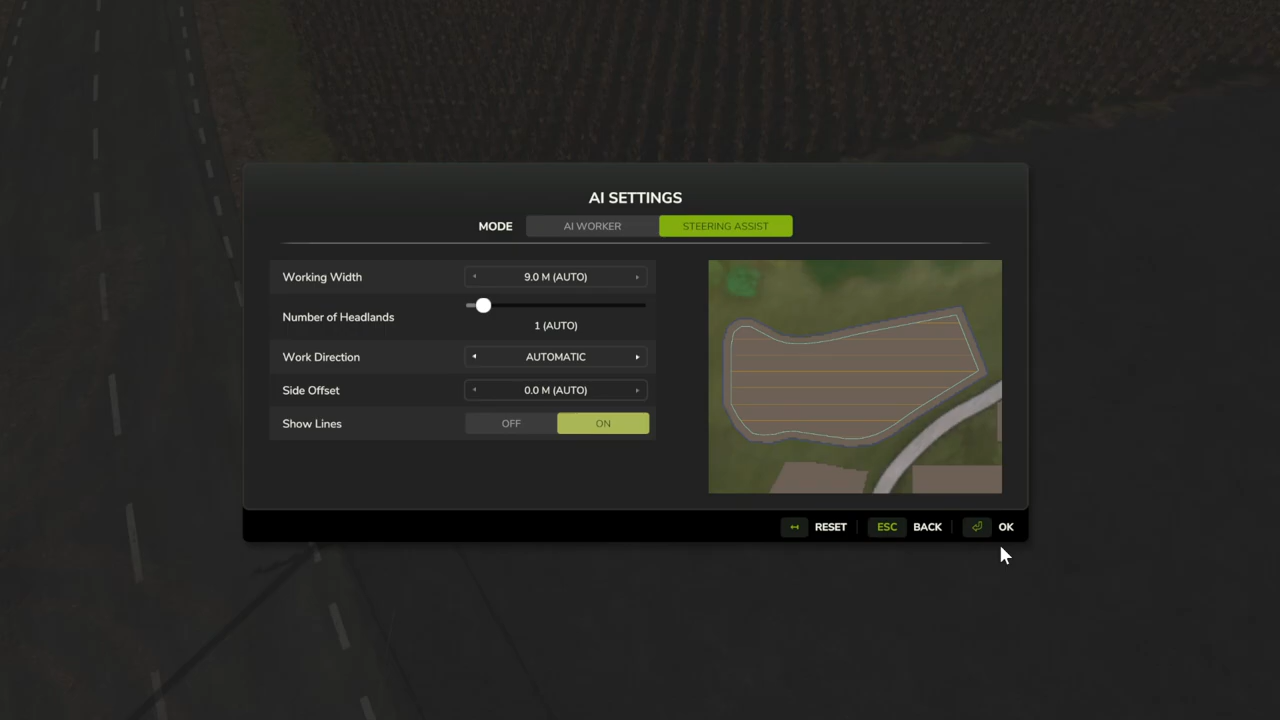 AI SETTINGS
MODE AI WORKER STEERING ASSIST
Working Width 9.0 M (AUTO)
Number of Headlands 1 (AUTO)
Work Direction AUTOMATIC
Side Offset 0.0 M (AUTO)
Show Lines OFF ON
RESET ESC BACK OK